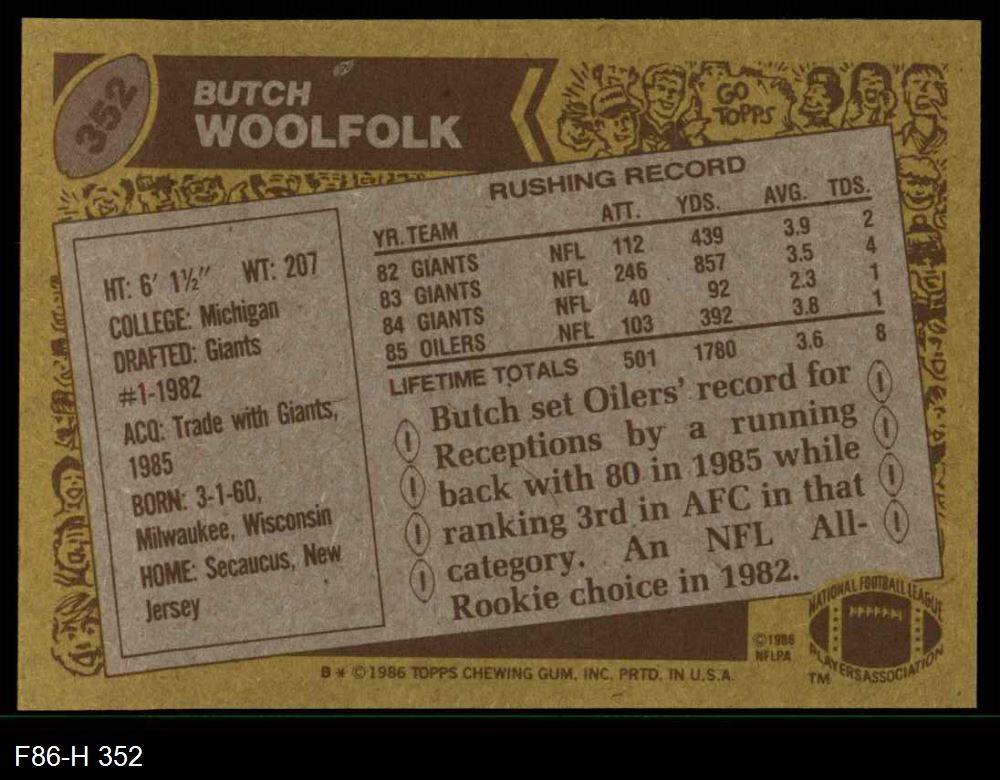 352
BUTCH
WOOLFOLK
GO
TOPPS
RUSHING RECORD
YR. TEAM ATT. YDS. AVG. TDS.
82 GIANTS NFL 112 439 3.9 2
83 GIANTS NFL 246 857 3.5 4
84 GIANTS NFL 40 92 2.3 1
85 OILERS NFL 103 392 3.8 1
LIFETIME TOTALS 501 1780 3.6 8
HT: 6' 1½" WT: 207
COLLEGE: Michigan
DRAFTED: Giants
#1-1982
ACQ: Trade with Giants,
1985
BORN: 3-1-60,
Milwaukee, Wisconsin
HOME: Secaucus, New
Jersey
Butch set Oilers' record for
Receptions by a running
back with 80 in 1985 while
ranking 3rd in AFC in that
category. An NFL All-
Rookie choice in 1982.
NATIONAL FOOTBALL LEAGUE
PLAYERS ASSOCIATION
TM
©1986
NFLPA
B * © 1986 TOPPS CHEWING GUM, INC. PRTD. IN U.S.A.
F86-H 352